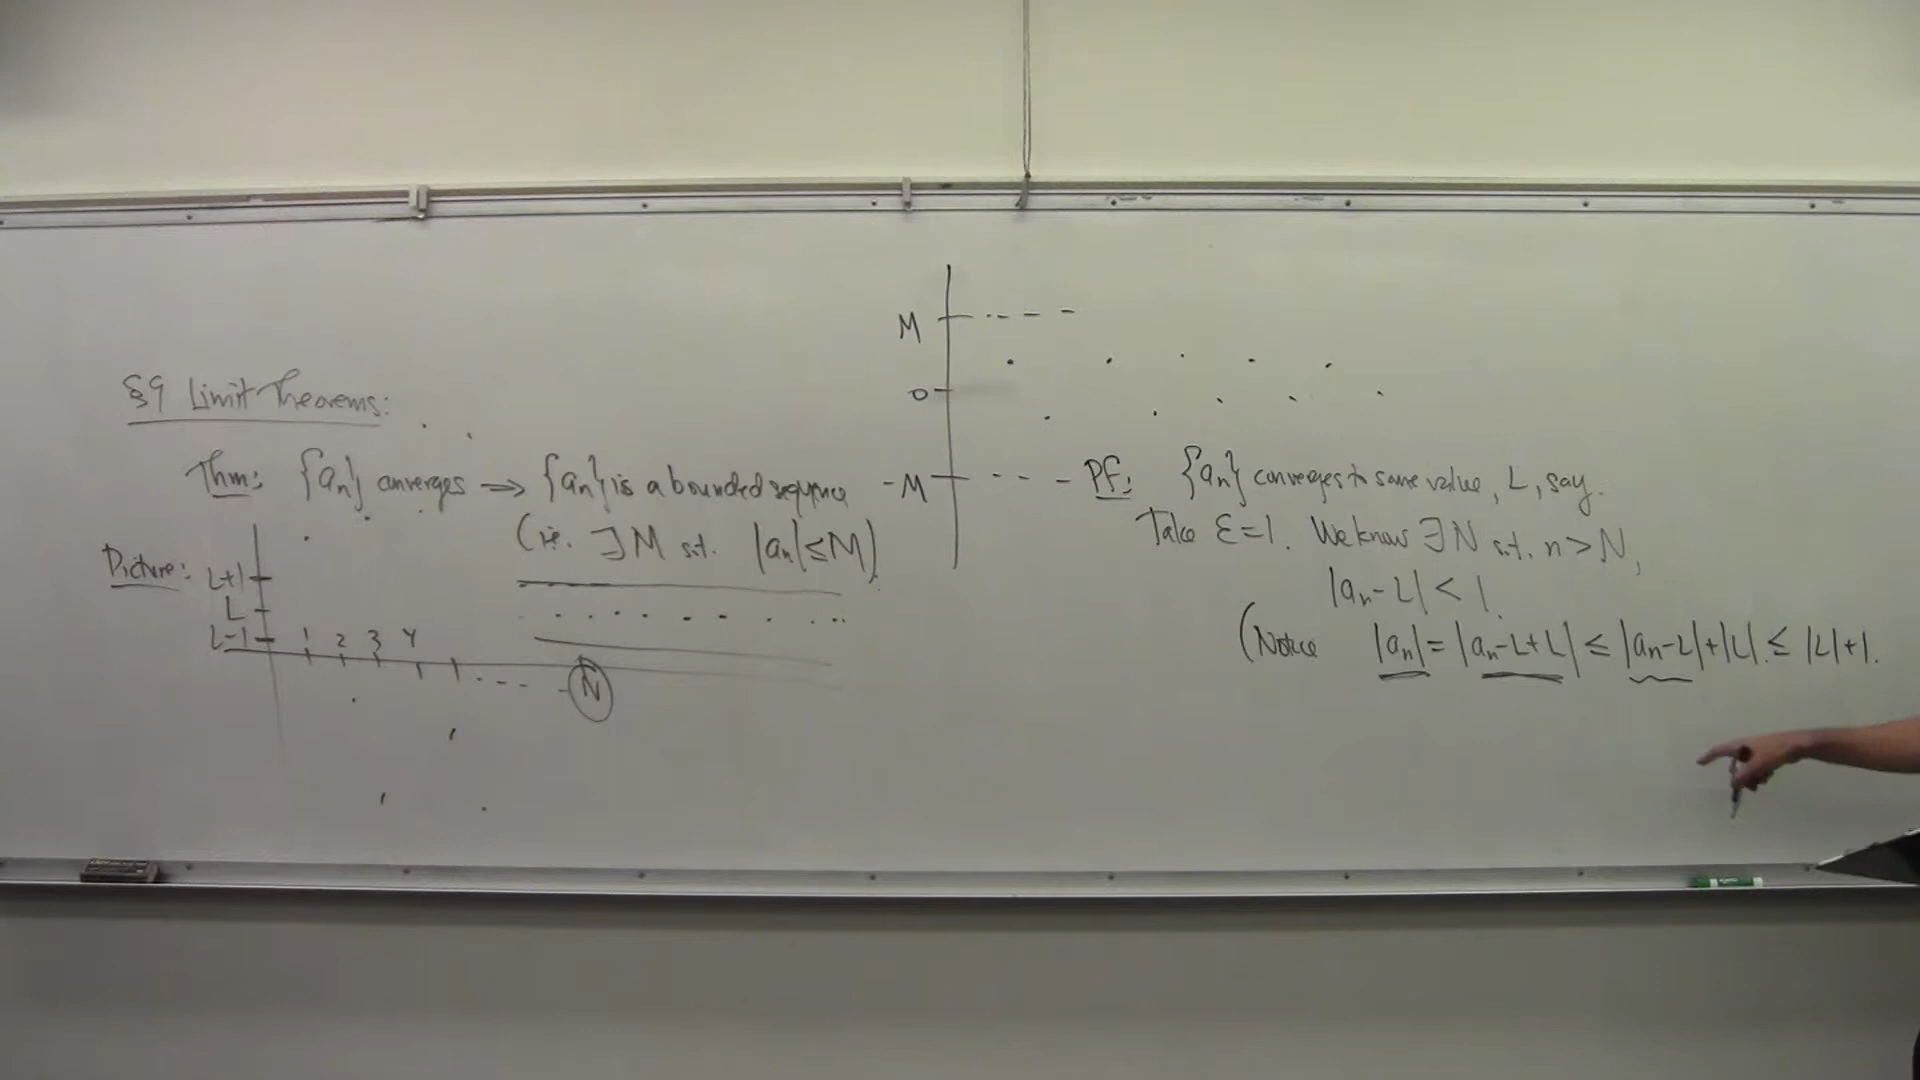 §9 Limit Theorems:
Thm: {aₙ} converges ⇒ {aₙ} is a bounded sequence
(i.e. ∃M s.t. |aₙ|≤M).
Picture:
L+1
L
L-1
1 2 3 4
N
M
0
-M
Pf: {aₙ} converges to some value, L, say.
Take ε=1. We know ∃N s.t. n>N,
|aₙ-L|<1.
(Notice |aₙ|=|aₙ-L+L|≤|aₙ-L|+|L|≤|L|+1.